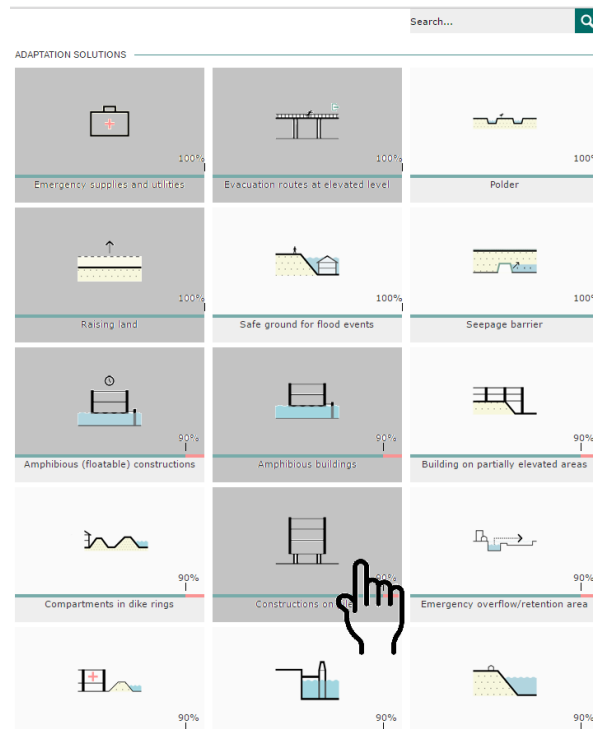 Search...
ADAPTATION SOLUTIONS
100% 100% 100%
Emergency supplies and utilities Evacuation routes at elevated level Polder
100% 100% 100%
Raising land Safe ground for flood events Seepage barrier
90% 90% 90%
Amphibious (floatable) constructions Amphibious buildings Building on partially elevated areas
90% 90% 90%
Compartments in dike rings Constructions on Emergency overflow/retention area
90% 90% 90%